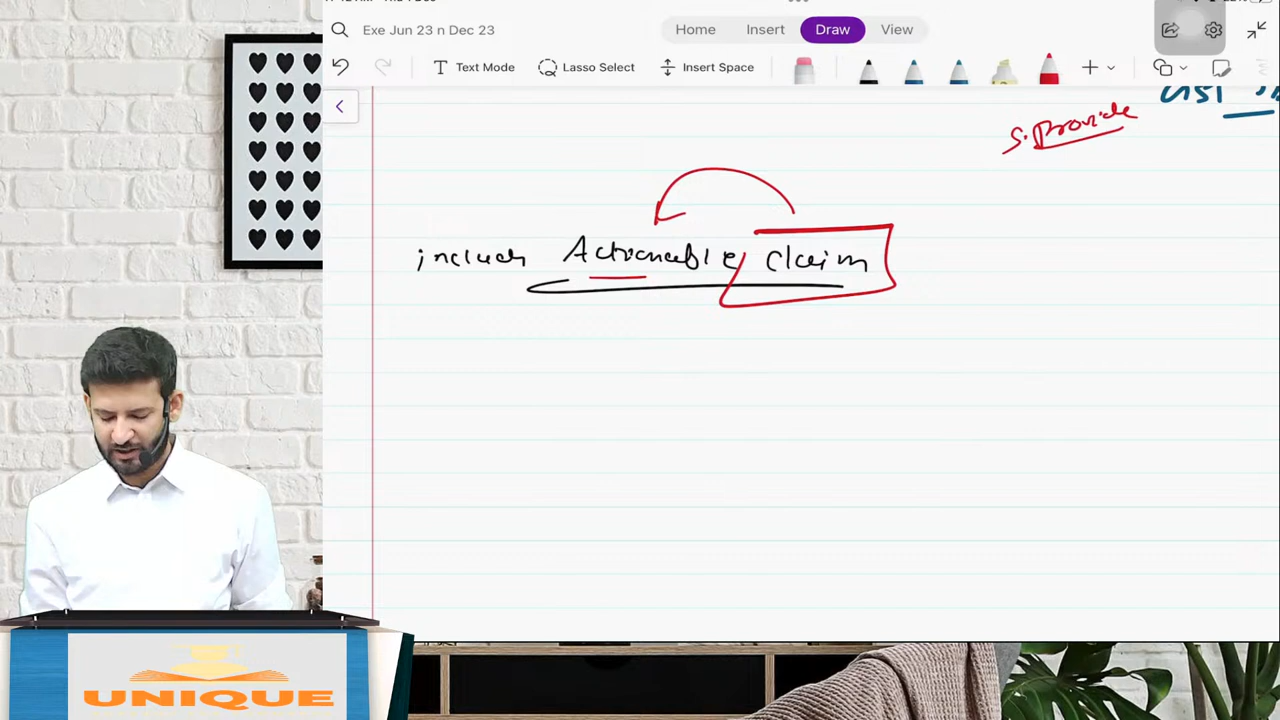 Exe Jun 23 n Dec 23
Home Insert Draw View
Text Mode Lasso Select Insert Space
S. Provide
include Actionable Claim
UNIQUE